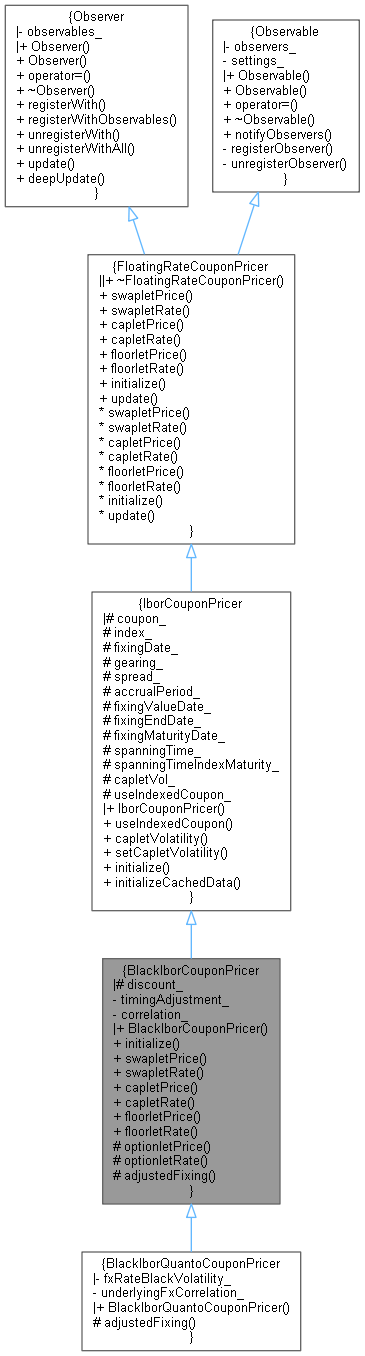 {Observer
|- observables_
|+ Observer()
+ Observer()
+ operator=()
+ ~Observer()
+ registerWith()
+ registerWithObservables()
+ unregisterWith()
+ unregisterWithAll()
+ update()
+ deepUpdate()
}
{Observable
|- observers_
- settings_
|+ Observable()
+ Observable()
+ operator=()
+ ~Observable()
+ notifyObservers()
- registerObserver()
- unregisterObserver()
}
{FloatingRateCouponPricer
||+ ~FloatingRateCouponPricer()
+ swapletPrice()
+ swapletRate()
+ capletPrice()
+ capletRate()
+ floorletPrice()
+ floorletRate()
+ initialize()
+ update()
* swapletPrice()
* swapletRate()
* capletPrice()
* capletRate()
* floorletPrice()
* floorletRate()
* initialize()
* update()
}
{IborCouponPricer
|# coupon_
# index_
# fixingDate_
# gearing_
# spread_
# accrualPeriod_
# fixingValueDate_
# fixingEndDate_
# fixingMaturityDate_
# spanningTime_
# spanningTimeIndexMaturity_
# capletVol_
# useIndexedCoupon_
|+ IborCouponPricer()
+ useIndexedCoupon()
+ capletVolatility()
+ setCapletVolatility()
+ initialize()
+ initializeCachedData()
}
{BlackIborCouponPricer
|# discount_
- timingAdjustment_
- correlation_
|+ BlackIborCouponPricer()
+ initialize()
+ swapletPrice()
+ swapletRate()
+ capletPrice()
+ capletRate()
+ floorletPrice()
+ floorletRate()
# optionletPrice()
# optionletRate()
# adjustedFixing()
}
{BlackIborQuantoCouponPricer
|- fxRateBlackVolatility_
- underlyingFxCorrelation_
|+ BlackIborQuantoCouponPricer()
# adjustedFixing()
}